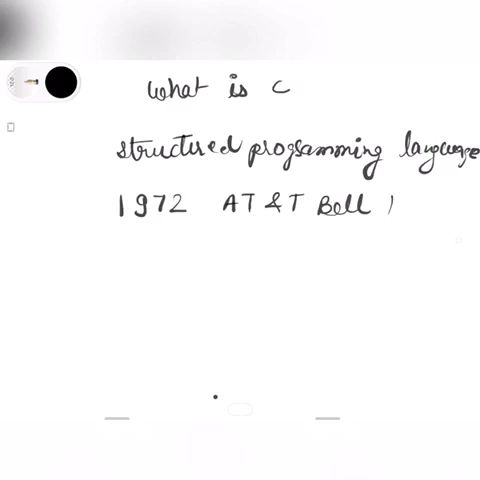 What is C
structured programming language
1972 AT & T Bell